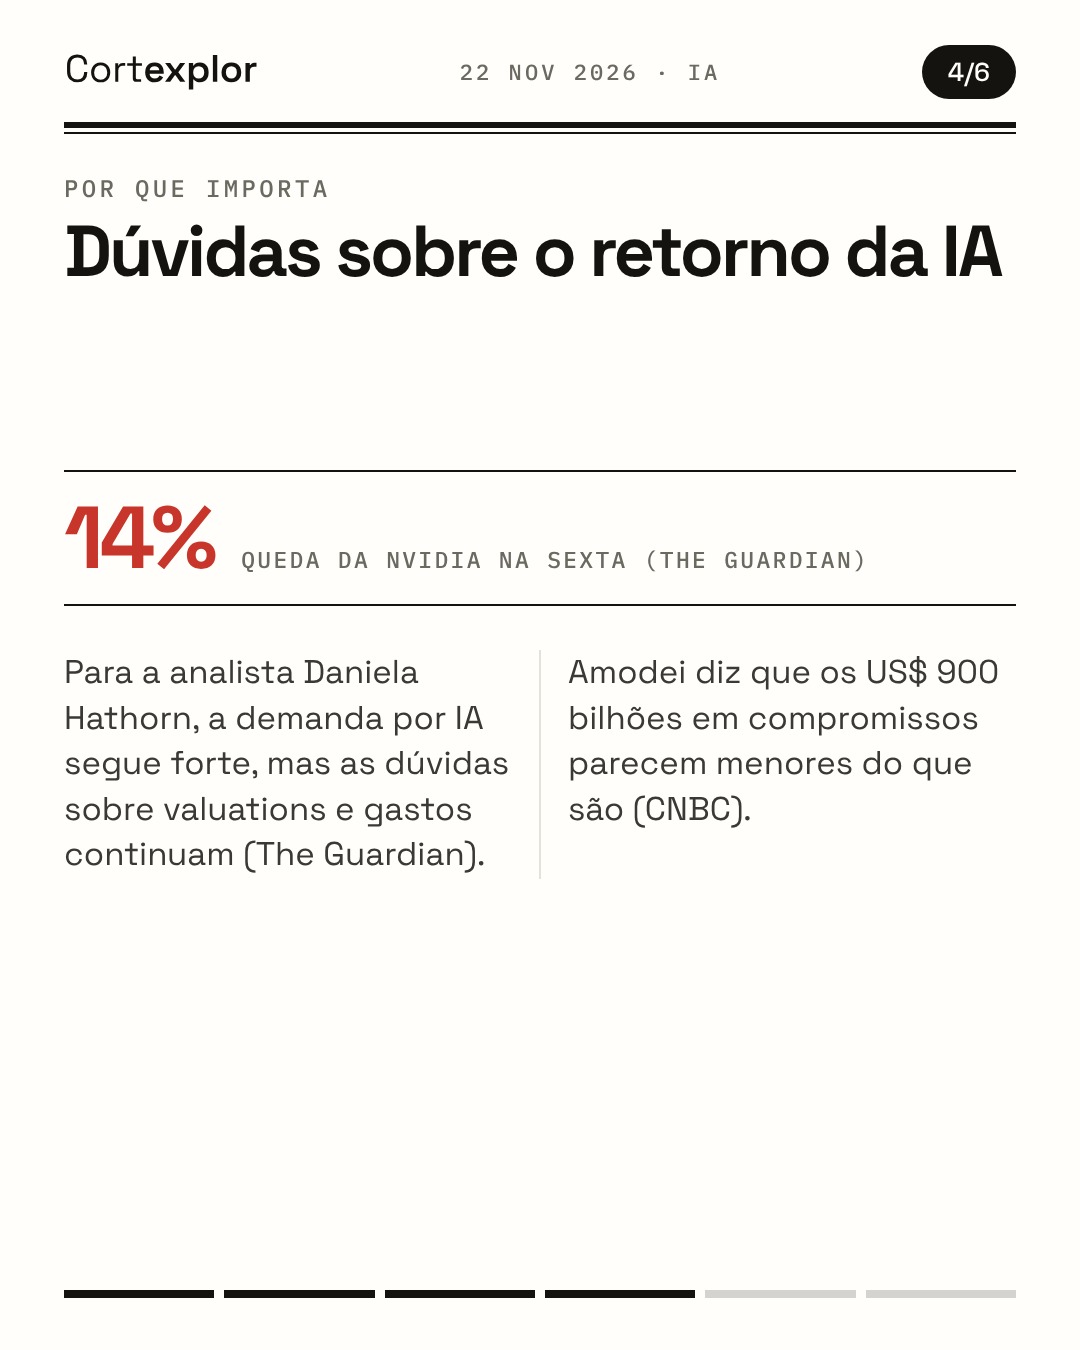 Cortexplor
22 NOV 2026 · IA
4/6
POR QUE IMPORTA
Dúvidas sobre o retorno da IA
14%
QUEDA DA NVIDIA NA SEXTA (THE GUARDIAN)
Para a analista Daniela
Hathorn, a demanda por IA
segue forte, mas as dúvidas
sobre valuations e gastos
continuam (The Guardian).
Amodei diz que os US$ 900
bilhões em compromissos
parecem menores do que
são (CNBC).